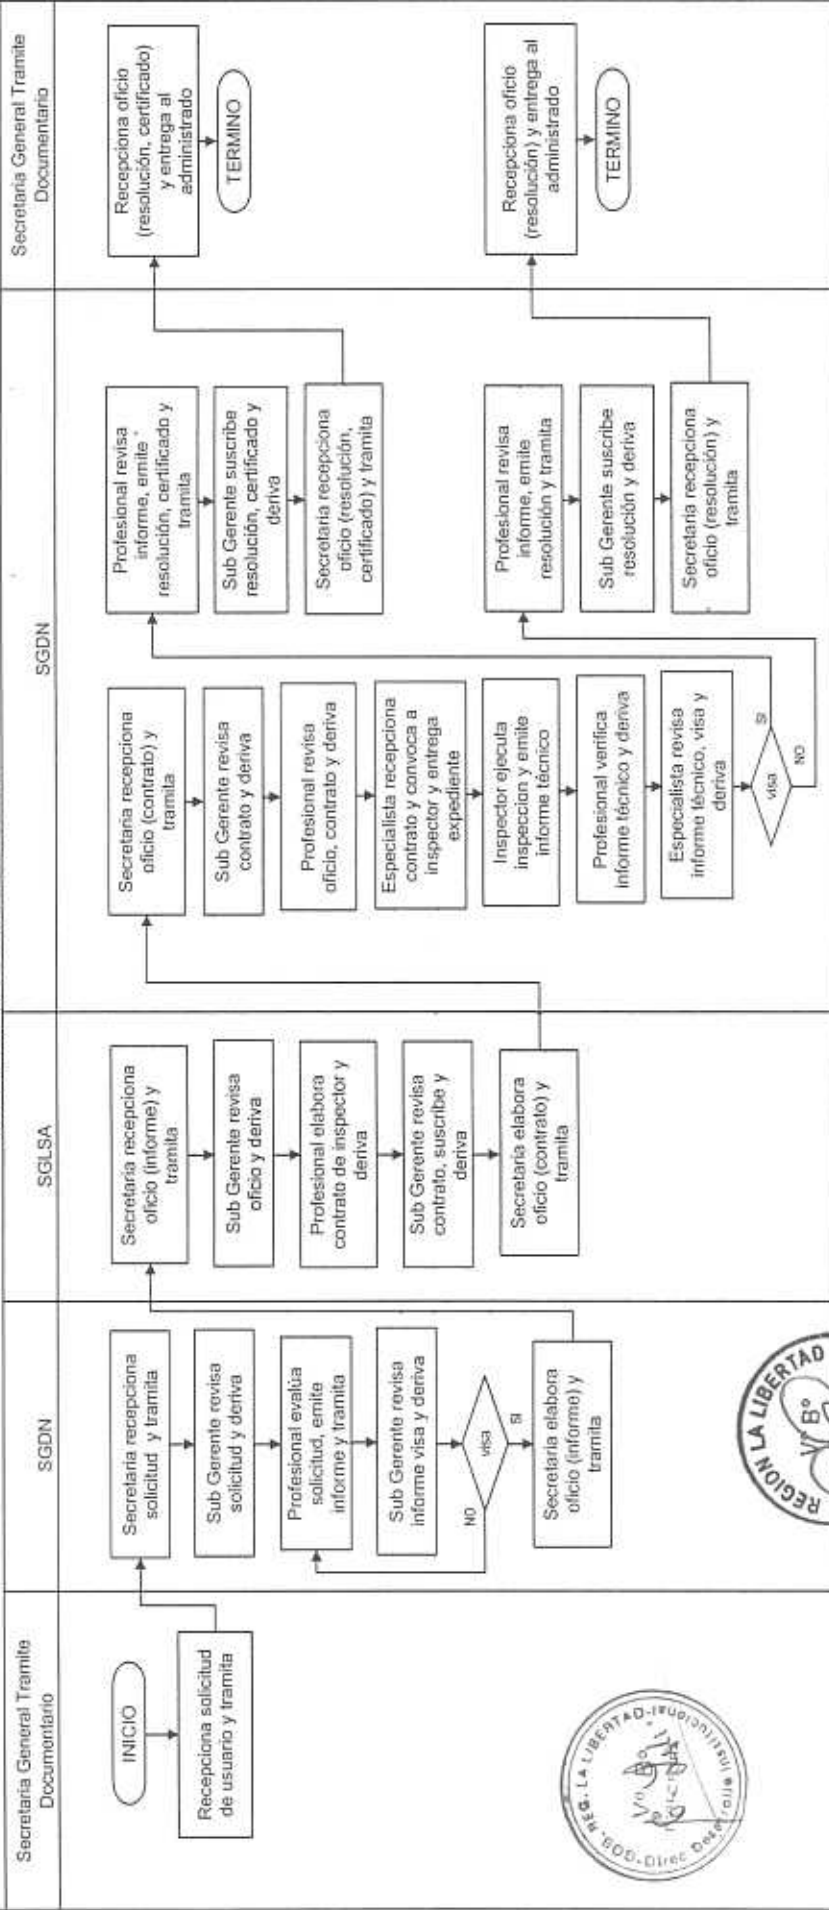 Secretaria General Tramite
Documentario
INICIO
Recepciona solicitud
de usuario y tramita
SGDN
Secretaria recepciona
solicitud y tramita
Sub Gerente revisa
solicitud y deriva
Profesional evalúa
solicitud, emite
informe y tramita
Sub Gerente revisa
informe visa y deriva
visa
NO
SI
Secretaria elabora
oficio (informe) y
tramita
SGLSA
Secretaria recepciona
oficio (informe) y
tramita
Sub Gerente revisa
oficio y deriva
Profesional elabora
contrato de inspector y
deriva
Sub Gerente revisa
contrato, suscribe y
deriva
Secretaria elabora
oficio (contrato) y
tramita
SGDN
Secretaria recepciona
oficio (contrato) y
tramita
Sub Gerente revisa
contrato y deriva
Profesional revisa
oficio, contrato y deriva
Especialista recepciona
contrato y convoca a
inspector y entrega
expediente
Inspector ejecuta
inspeccion y emite
informe técnico
Profesional verifica
informe técnico y deriva
Especialista revisa
informe técnico, visa y
deriva
visa
SI
NO
Profesional revisa
informe, emite
resolución, certificado y
tramita
Sub Gerente suscribe
resolución, certificado y
deriva
Secretaria recepciona
oficio (resolución,
certificado) y tramita
Profesional revisa
informe, emite
resolución y tramita
Sub Gerente suscribe
resolución y deriva
Secretaria recepciona
oficio (resolución) y
tramita
Secretaria General Tramite
Documentario
Recepciona oficio
(resolución, certificado)
y entrega al
administrado
TERMINO
Recepciona oficio
(resolución) y entrega al
administrado
TERMINO
REG. LA LIBERTAD
Vº Bº
REGION LA LIBERTAD
Vº Bº